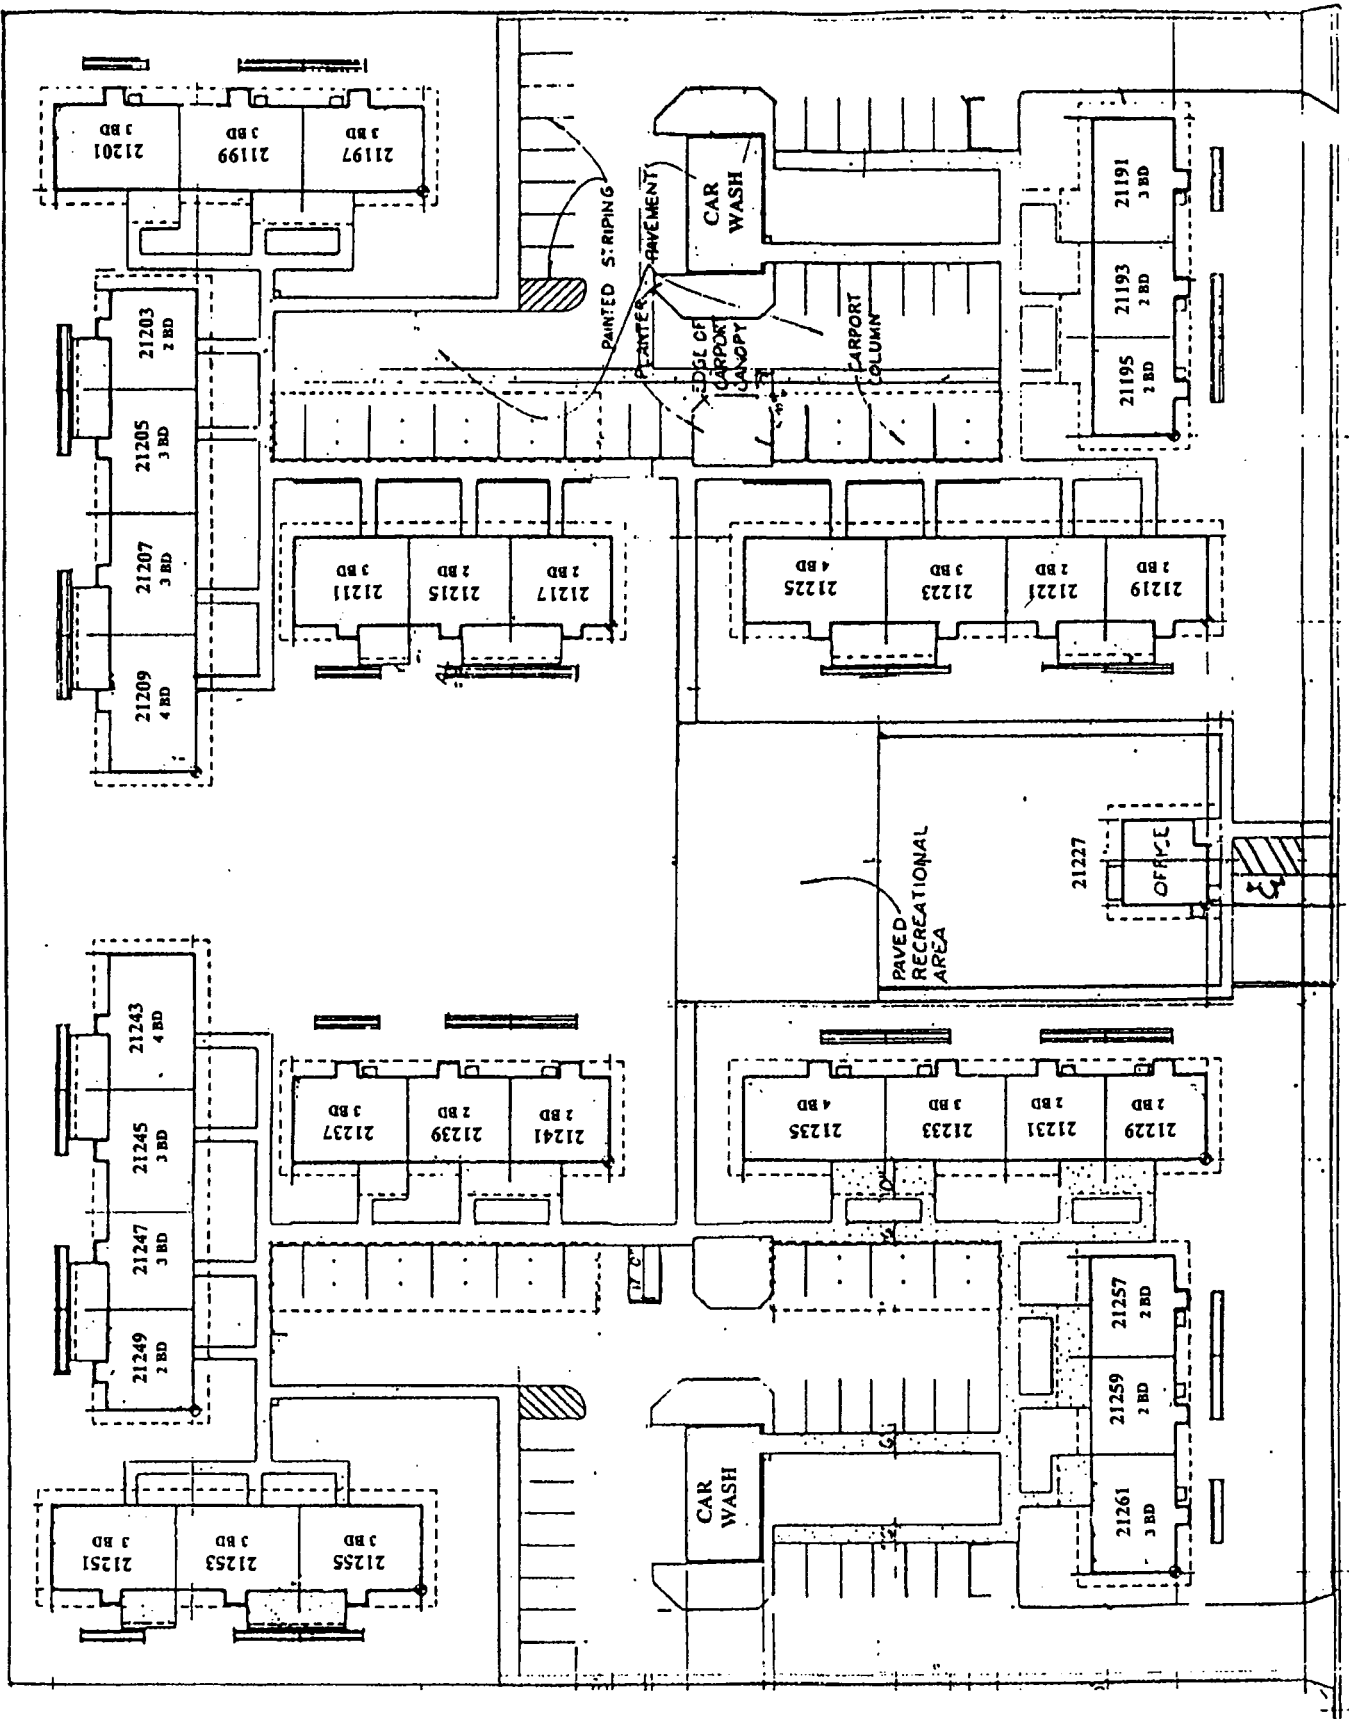 21201
3 BD
21199
3 BD
21197
3 BD
21203
2 BD
21205
3 BD
21207
3 BD
21209
4 BD
PAINTED STRIPING
PAVEMENT
PLANTER
EDGE OF
CARPORT
CANOPY
CARPORT
COLUMN
CAR
WASH
21191
3 BD
21193
2 BD
21195
2 BD
21211
3 BD
21215
2 BD
21217
2 BD
21225
4 BD
21223
3 BD
21221
2 BD
21219
2 BD
PAVED
RECREATIONAL
AREA
21227
OFFICE
21243
4 BD
21245
3 BD
21247
3 BD
21249
2 BD
21237
3 BD
21239
2 BD
21241
2 BD
21235
4 BD
21233
3 BD
21231
2 BD
21229
2 BD
21251
3 BD
21253
3 BD
21255
3 BD
CAR
WASH
21257
2 BD
21259
2 BD
21261
3 BD